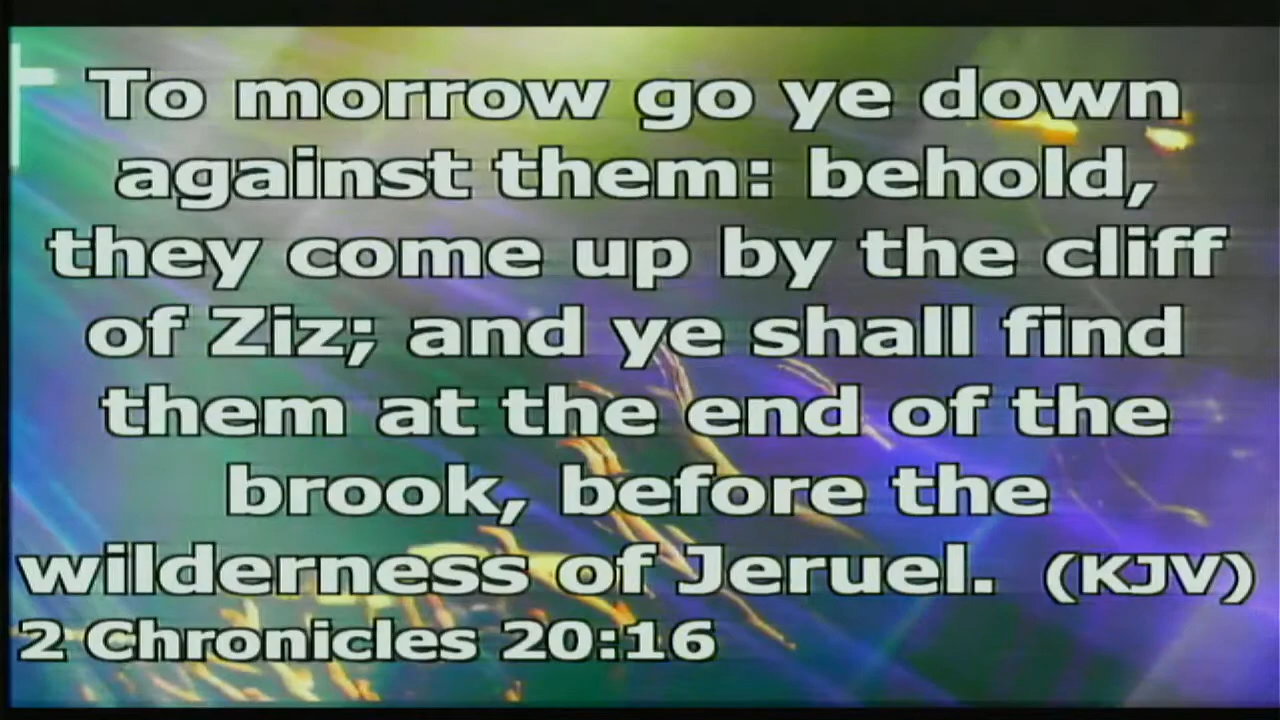 To morrow go ye down
against them: behold,
they come up by the cliff
of Ziz; and ye shall find
them at the end of the
brook, before the
wilderness of Jeruel. (KJV)
2 Chronicles 20:16